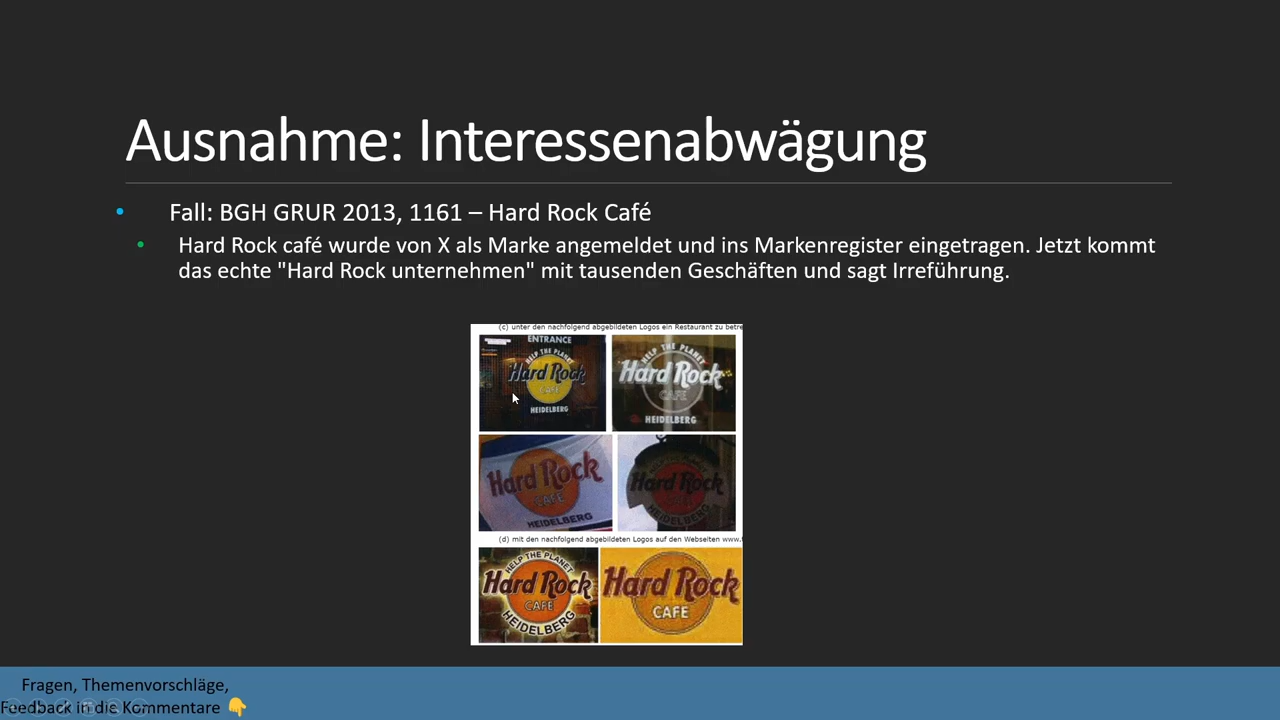 Ausnahme: Interessenabwägung
Fall: BGH GRUR 2013, 1161 – Hard Rock Café
Hard Rock café wurde von X als Marke angemeldet und ins Markenregister eingetragen. Jetzt kommt
das echte "Hard Rock unternehmen" mit tausenden Geschäften und sagt Irreführung.
(c) unter den nachfolgend abgebildeten Logos ein Restaurant zu
ENTRANCE
HELP THE PLANET
Hard Rock
CAFE
HEIDELBERG
HELP THE PLANET
Hard Rock
CAFE
HEIDELBERG
Hard Rock
CAFE
HEIDELBERG
Hard Rock
HEIDELBERG
(d) mit den nachfolgend abgebildeten Logos auf den Webseiten
HELP THE PLANET
Hard Rock
CAFE
HEIDELBERG
Hard Rock
CAFE
Fragen, Themenvorschläge,
Feedback in die Kommentare